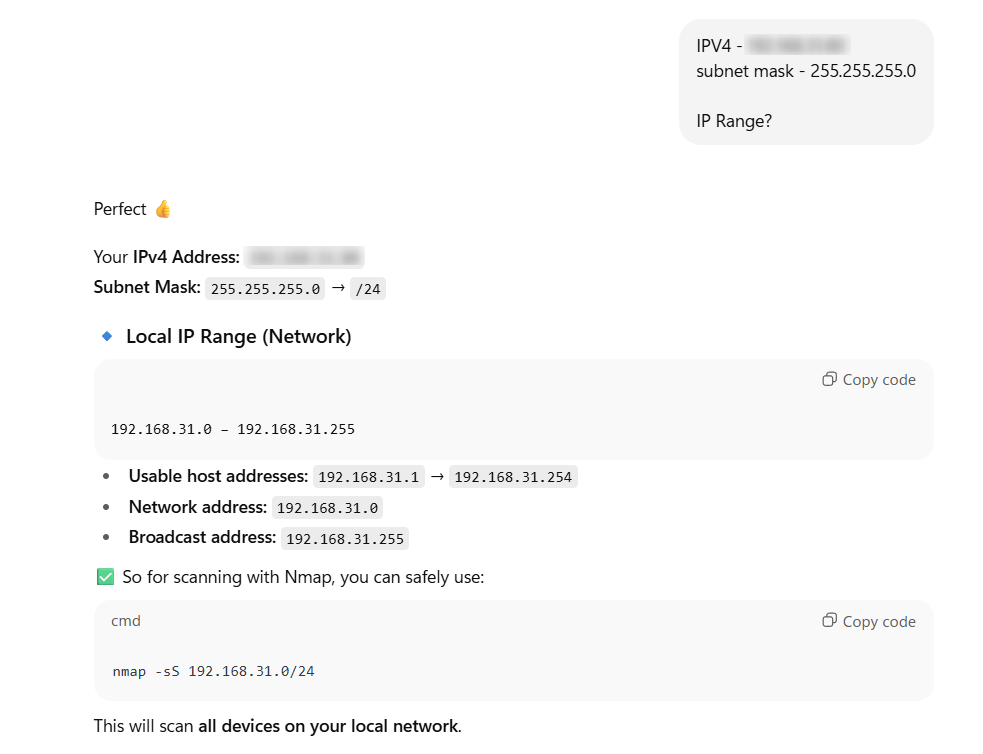 IPV4 -
subnet mask - 255.255.255.0
IP Range?
Perfect 👍
Your IPv4 Address:
Subnet Mask: 255.255.255.0 → /24
🔹 Local IP Range (Network)
Copy code
192.168.31.0 – 192.168.31.255
• Usable host addresses: 192.168.31.1 → 192.168.31.254
• Network address: 192.168.31.0
• Broadcast address: 192.168.31.255
✅ So for scanning with Nmap, you can safely use:
cmd
Copy code
nmap -sS 192.168.31.0/24
This will scan all devices on your local network.